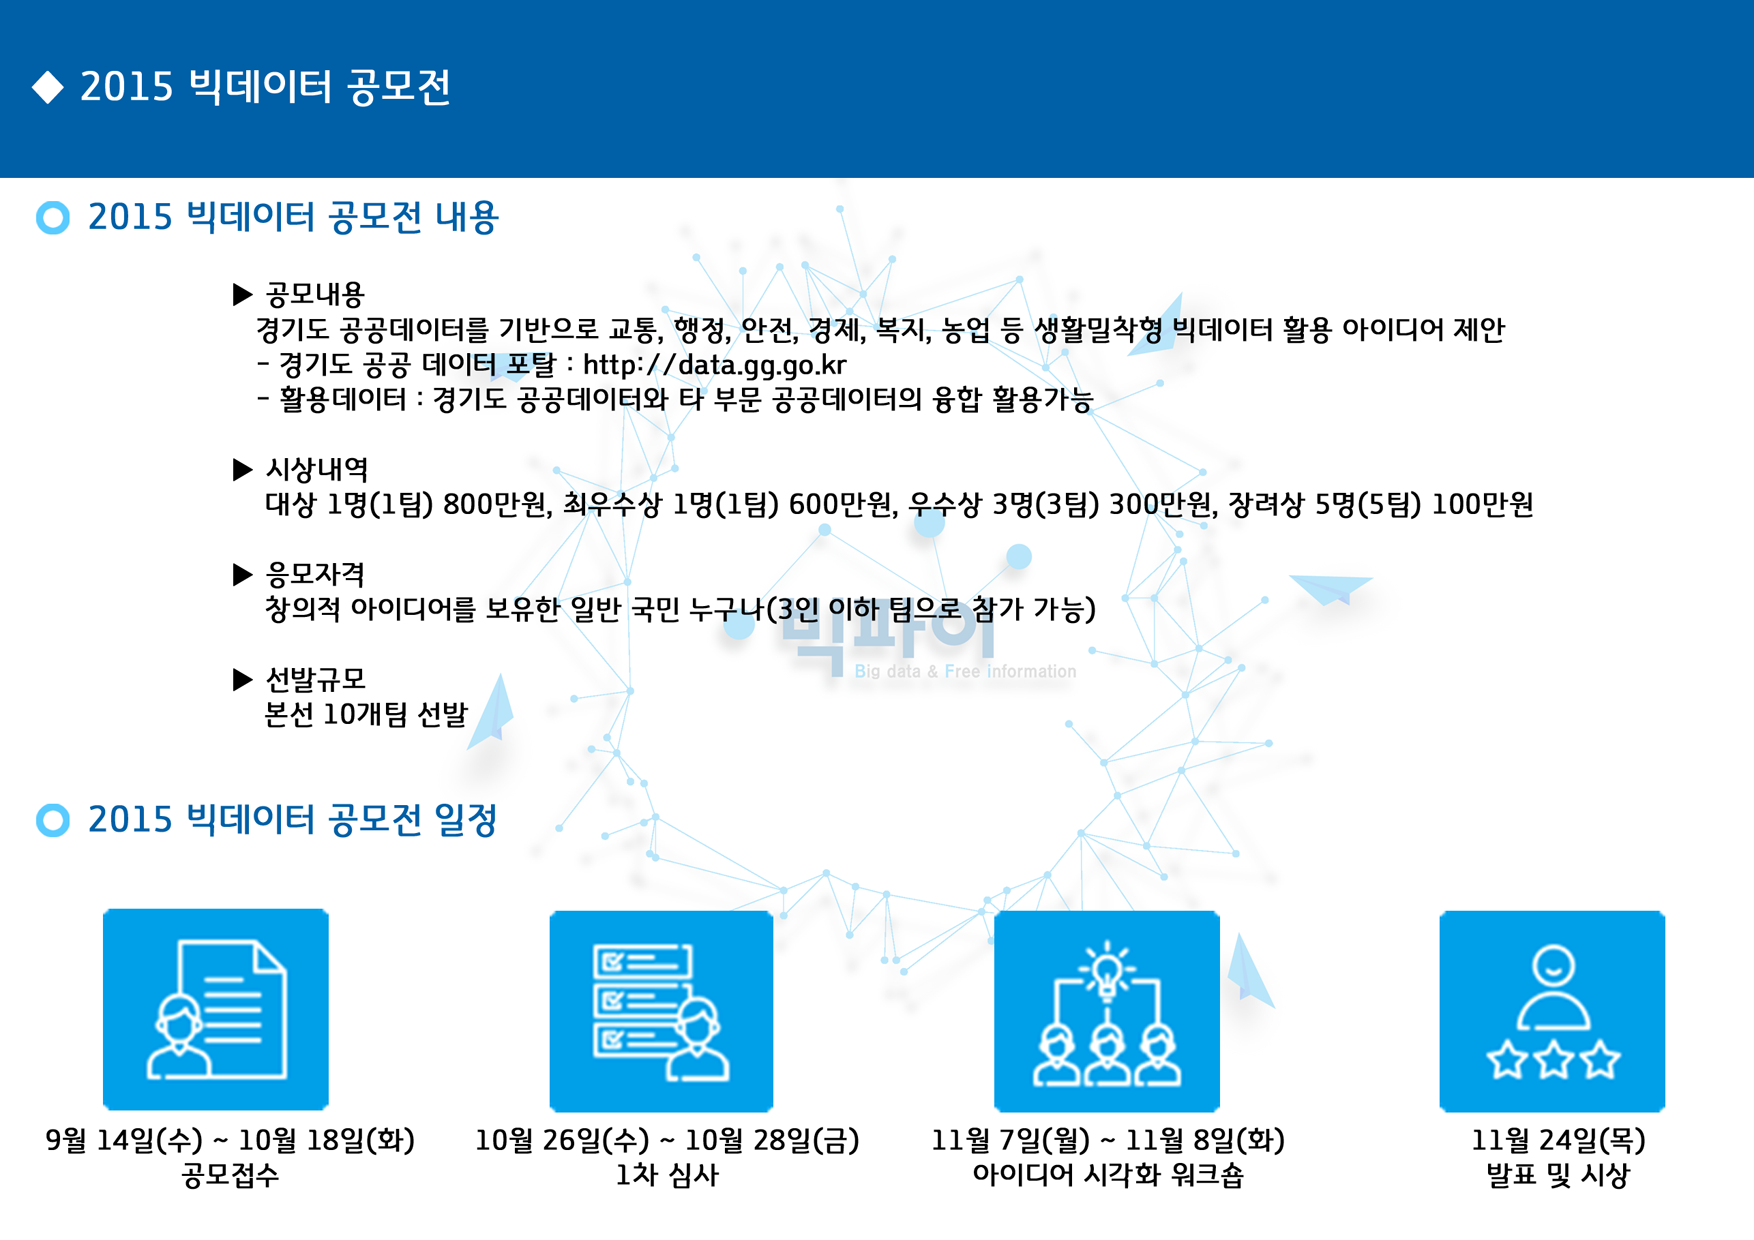 ◆ 2015 빅데이터 공모전
2015 빅데이터 공모전 내용
▶ 공모내용
경기도 공공데이터를 기반으로 교통, 행정, 안전, 경제, 복지, 농업 등 생활밀착형 빅데이터 활용 아이디어 제안
- 경기도 공공 데이터 포탈 : http://data.gg.go.kr
- 활용데이터 : 경기도 공공데이터와 타 부문 공공데이터의 융합 활용가능
▶ 시상내역
대상 1명(1팀) 800만원, 최우수상 1명(1팀) 600만원, 우수상 3명(3팀) 300만원, 장려상 5명(5팀) 100만원
▶ 응모자격
창의적 아이디어를 보유한 일반 국민 누구나(3인 이하 팀으로 참가 가능)
빅파이
Big data & Free information
▶ 선발규모
본선 10개팀 선발
2015 빅데이터 공모전 일정
9월 14일(수) ~ 10월 18일(화)
공모접수
10월 26일(수) ~ 10월 28일(금)
1차 심사
11월 7일(월) ~ 11월 8일(화)
아이디어 시각화 워크숍
11월 24일(목)
발표 및 시상